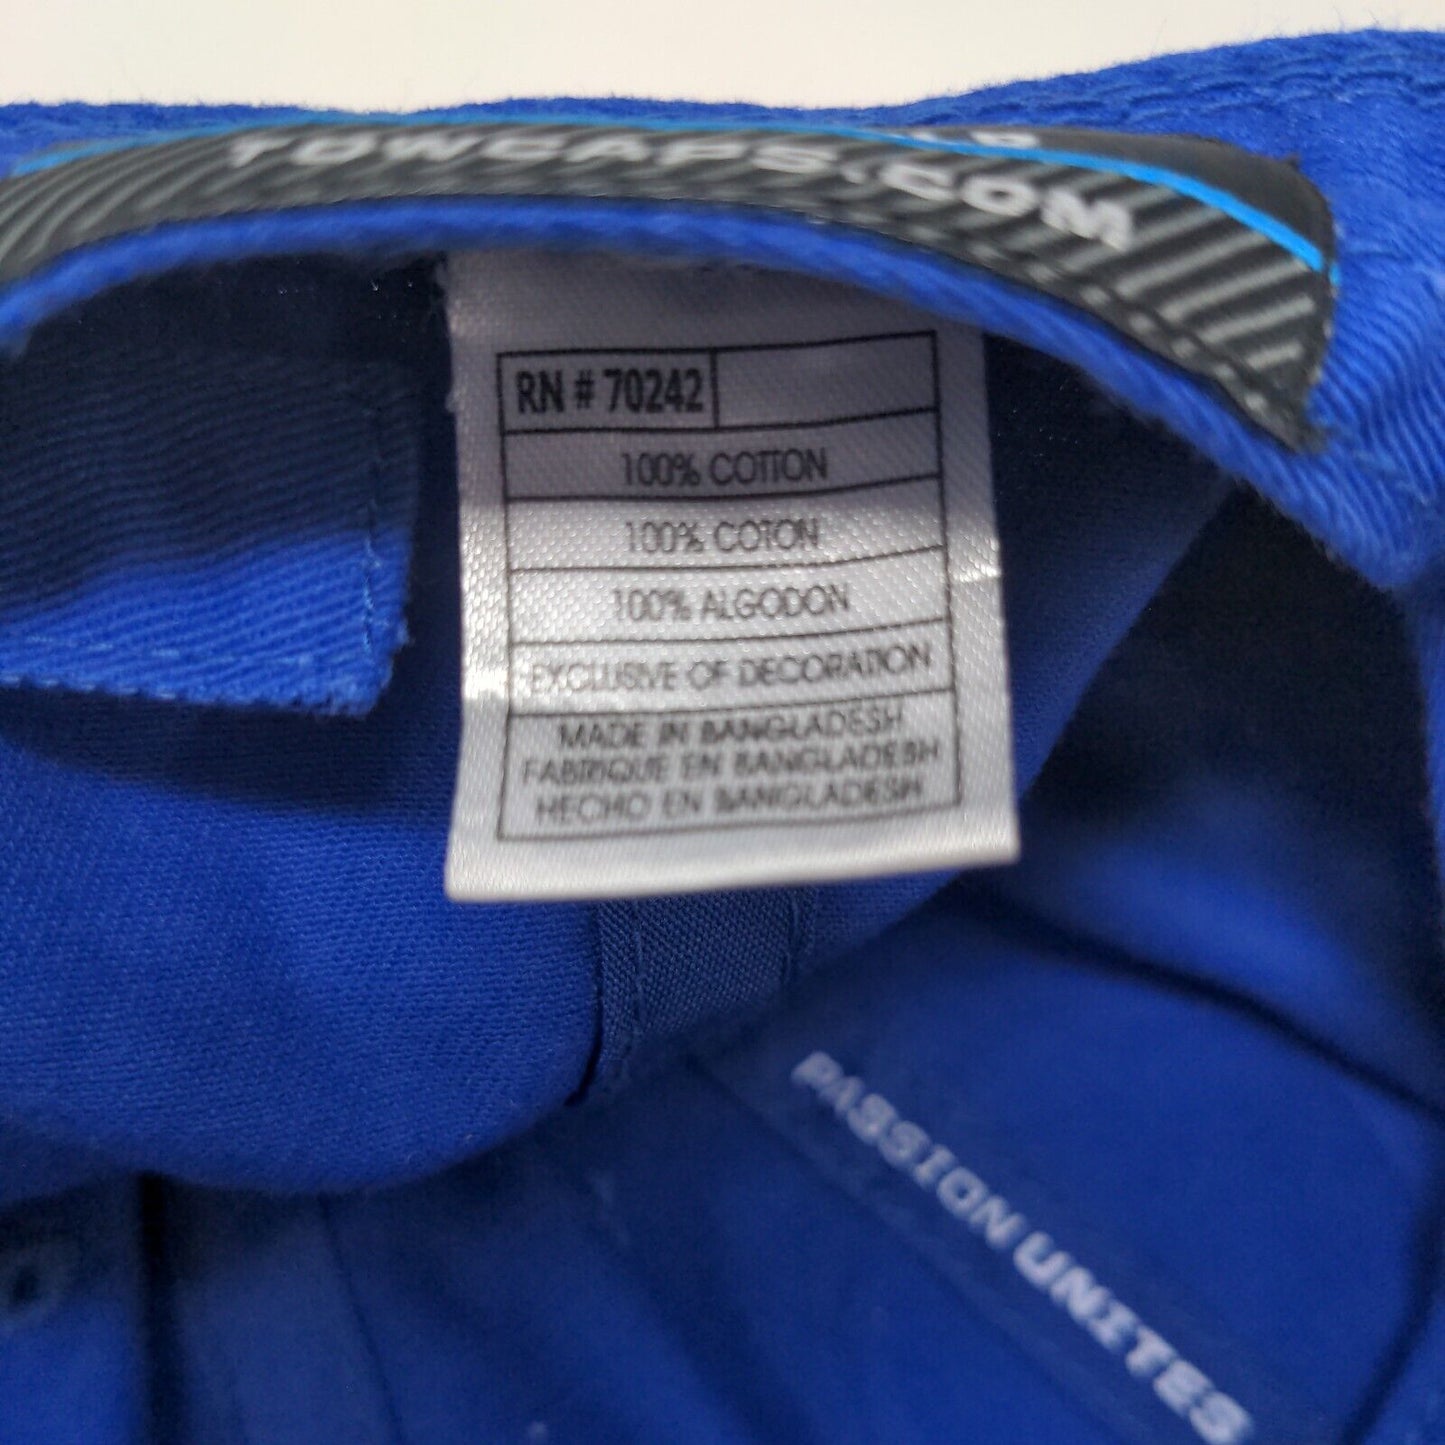 TOWCAPS.COM
RN # 70242
100% COTTON
100% COTON
100% ALGODON
EXCLUSIVE OF DECORATION
MADE IN BANGLADESH
FABRIQUE EN BANGLADESH
HECHO EN BANGLADESH
PASSION UNITES